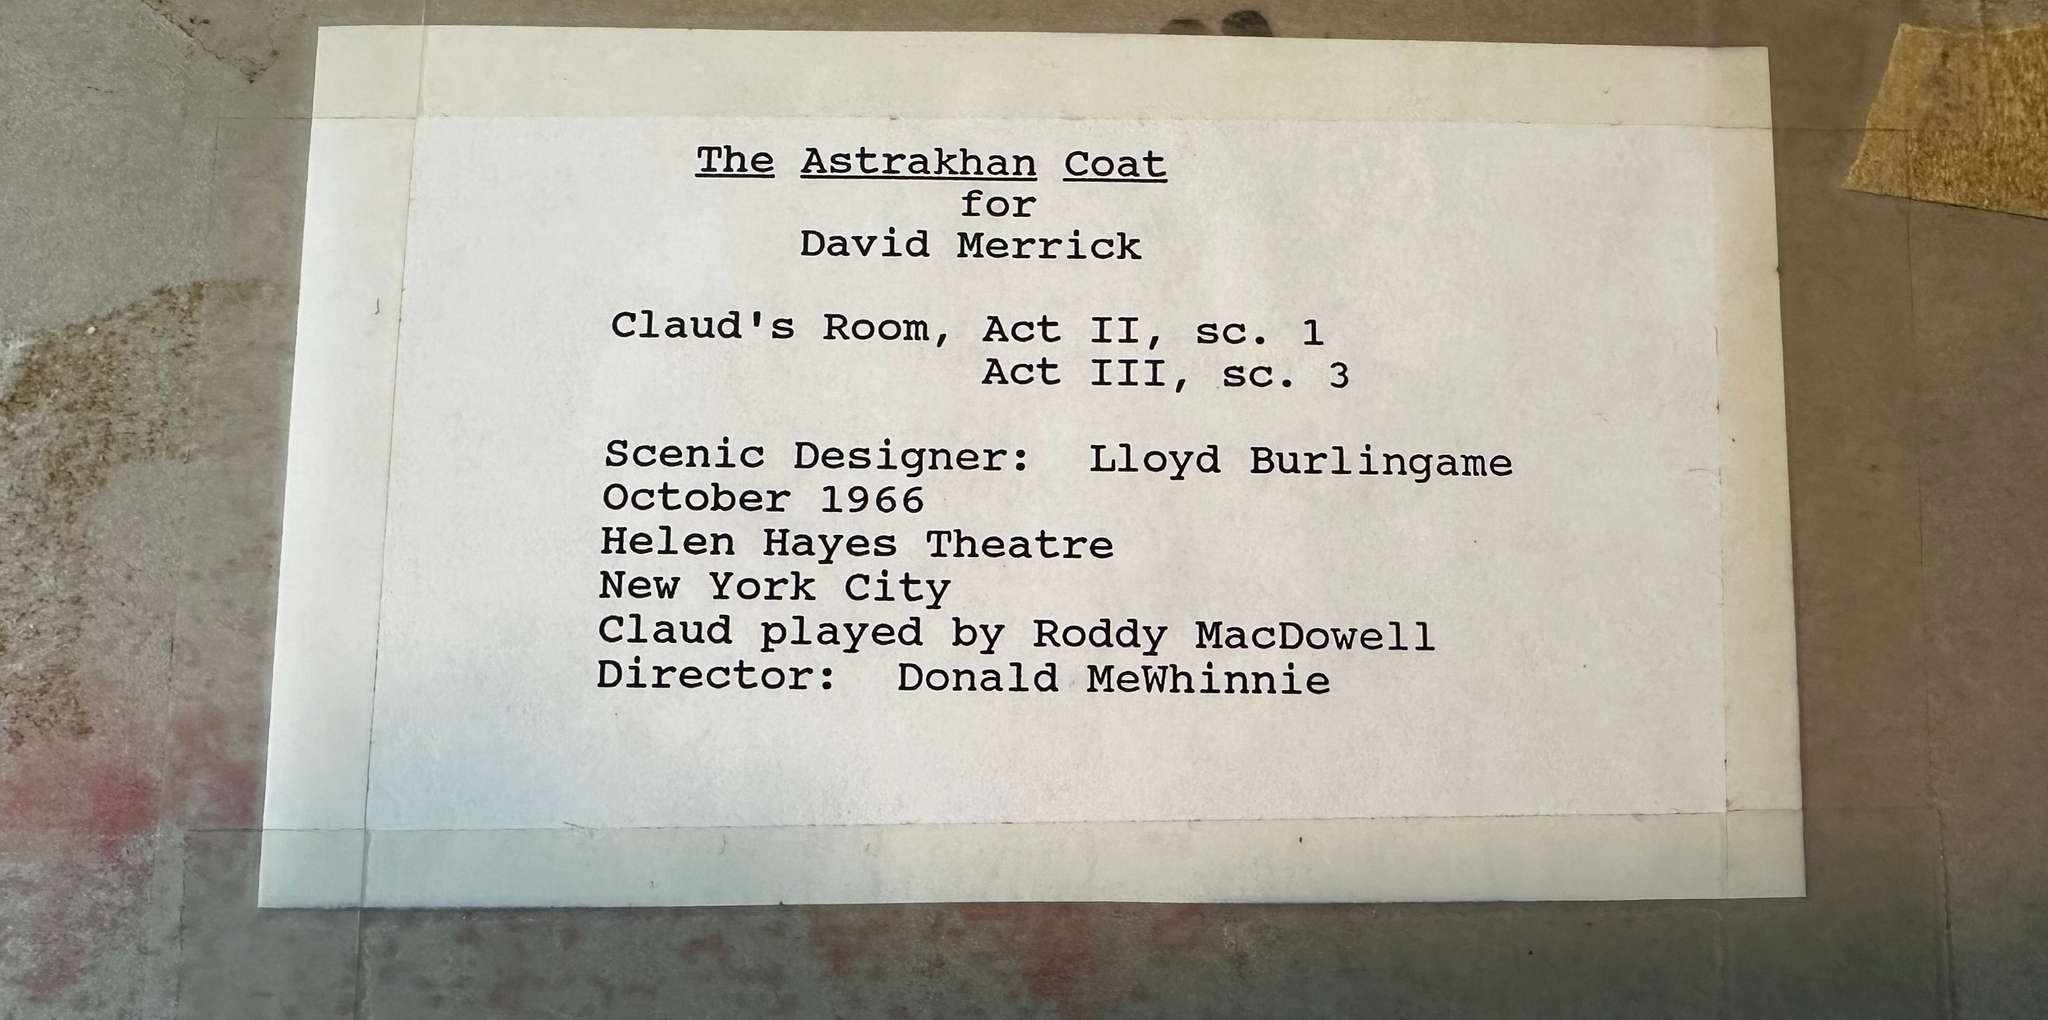 The Astrakhan Coat
for
David Merrick
Claud's Room, Act II, sc. 1
Act III, sc. 3
Scenic Designer: Lloyd Burlingame
October 1966
Helen Hayes Theatre
New York City
Claud played by Roddy MacDowell
Director: Donald MeWhinnie